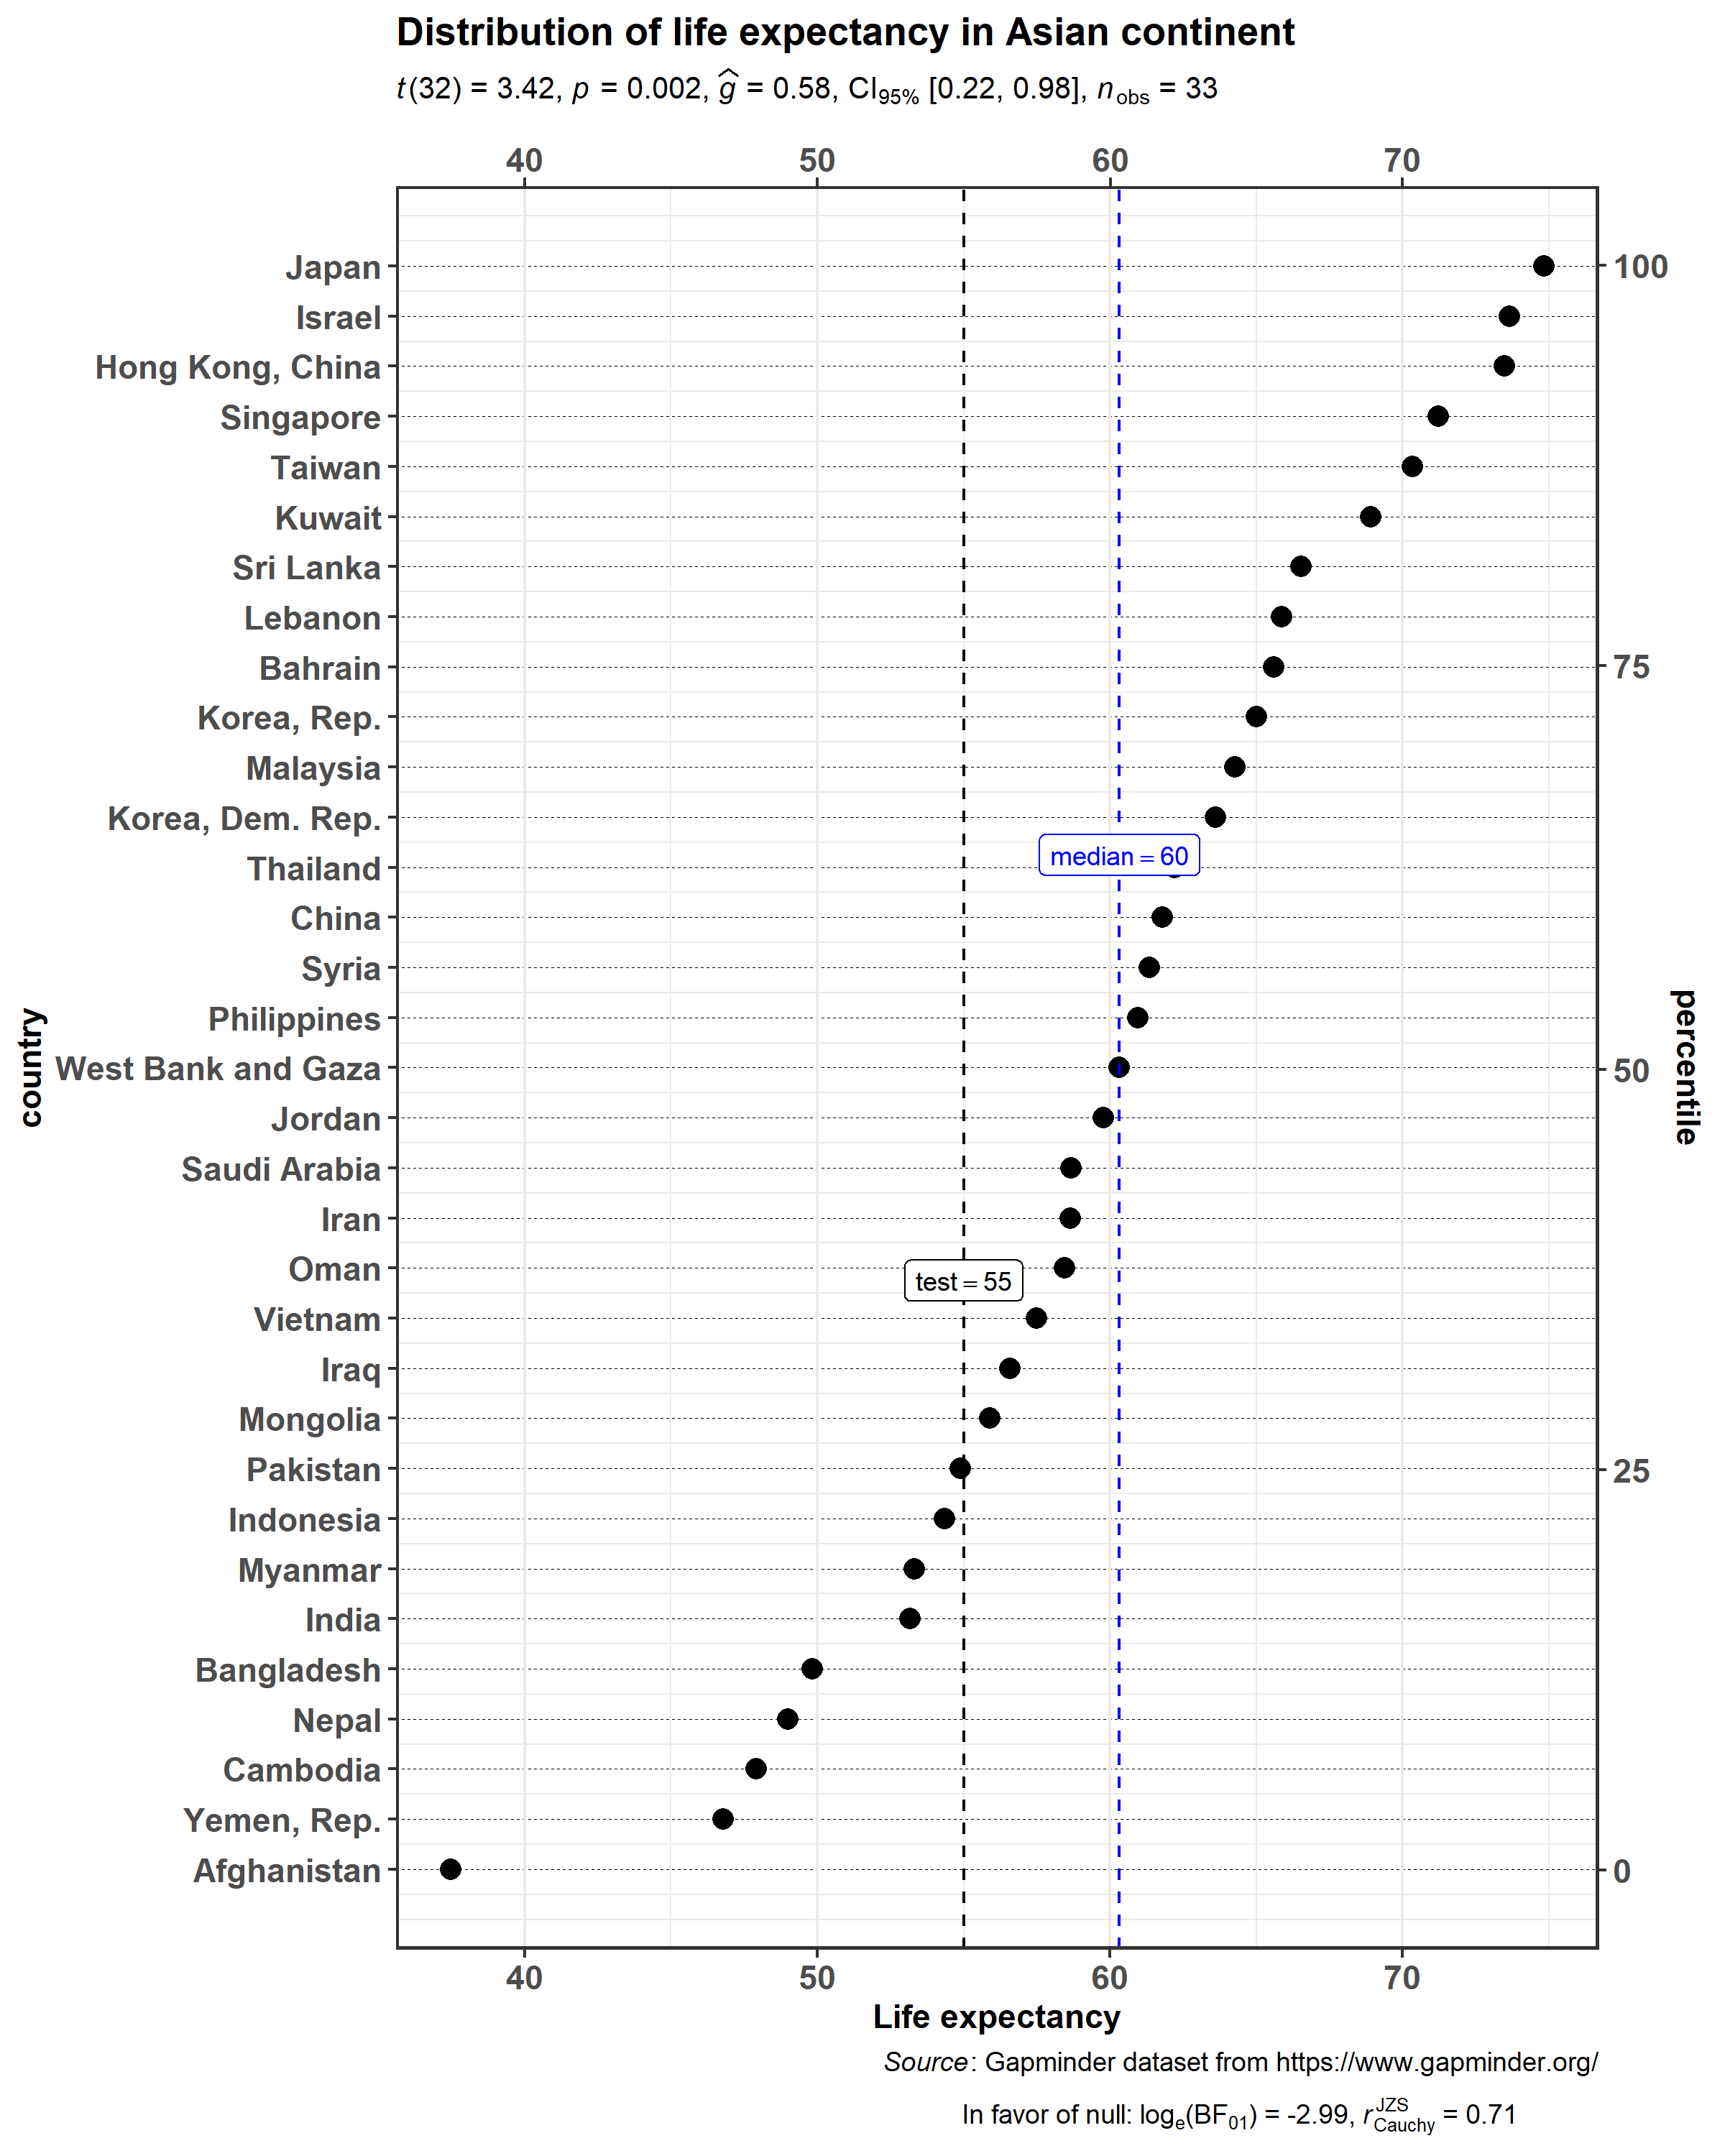 Distribution of life expectancy in Asian continent
t(32) = 3.42, p = 0.002, ĝ = 0.58, CI95% [0.22, 0.98], nobs = 33
40 50 60 70
Japan
100
Israel
Hong Kong, China
Singapore
Taiwan
Kuwait
Sri Lanka
Lebanon
Bahrain
75
Korea, Rep.
Malaysia
Korea, Dem. Rep.
median = 60
Thailand
China
Syria
Philippines
West Bank and Gaza
50
country
percentile
Jordan
Saudi Arabia
Iran
Oman
test = 55
Vietnam
Iraq
Mongolia
Pakistan
25
Indonesia
Myanmar
India
Bangladesh
Nepal
Cambodia
Yemen, Rep.
Afghanistan
0
40 50 60 70
Life expectancy
Source: Gapminder dataset from https://www.gapminder.org/
In favor of null: loge(BF01) = -2.99, r JZS Cauchy = 0.71